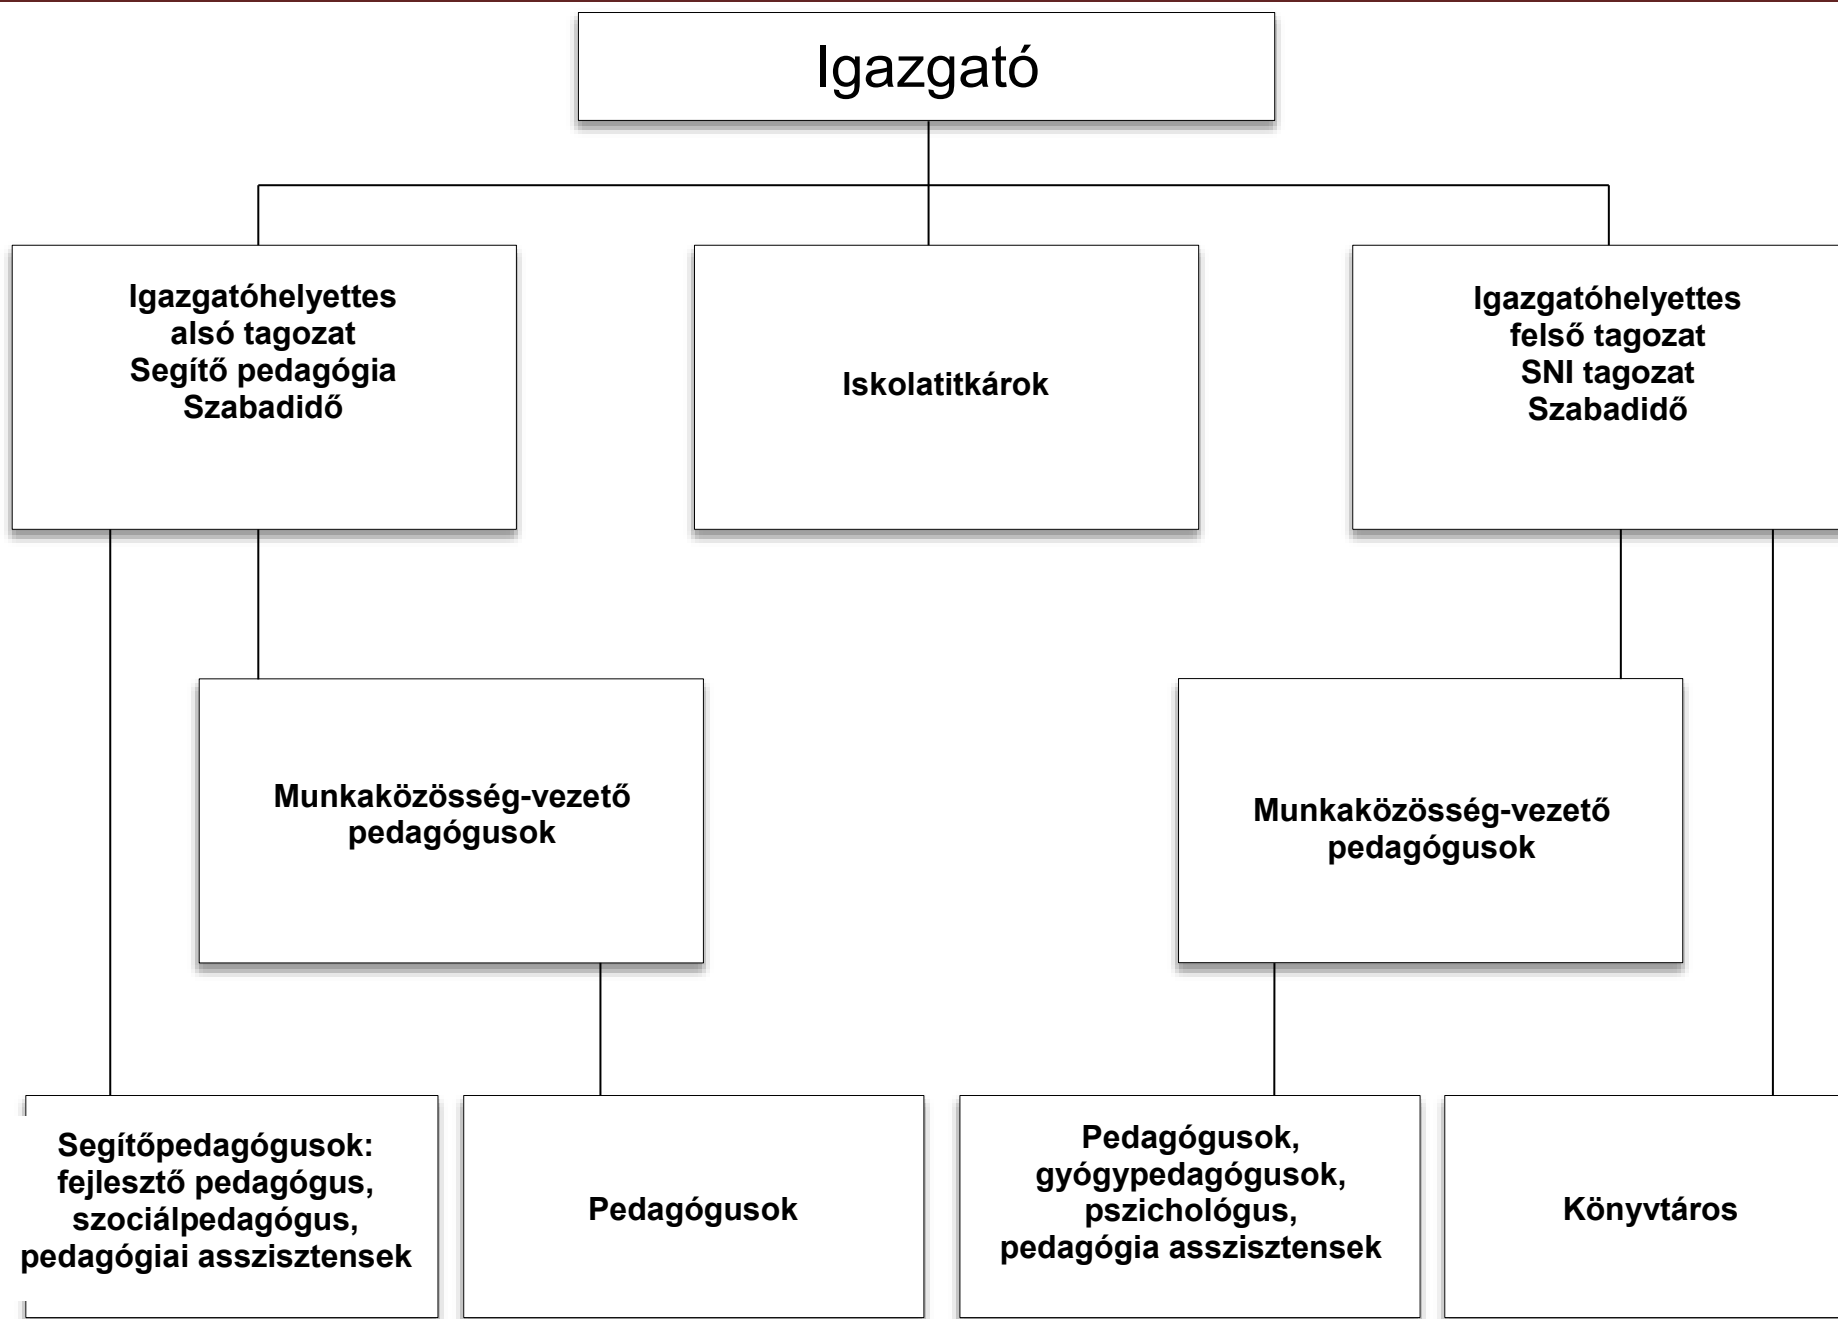 Igazgató
Igazgatóhelyettes
alsó tagozat
Segítő pedagógia
Szabadidő
Iskolatitkárok
Igazgatóhelyettes
felső tagozat
SNI tagozat
Szabadidő
Munkaközösség-vezető
pedagógusok
Munkaközösség-vezető
pedagógusok
Segítőpedagógusok:
fejlesztő pedagógus,
szociálpedagógus,
pedagógiai asszisztensek
Pedagógusok
Pedagógusok,
gyógypedagógusok,
pszichológus,
pedagógia asszisztensek
Könyvtáros